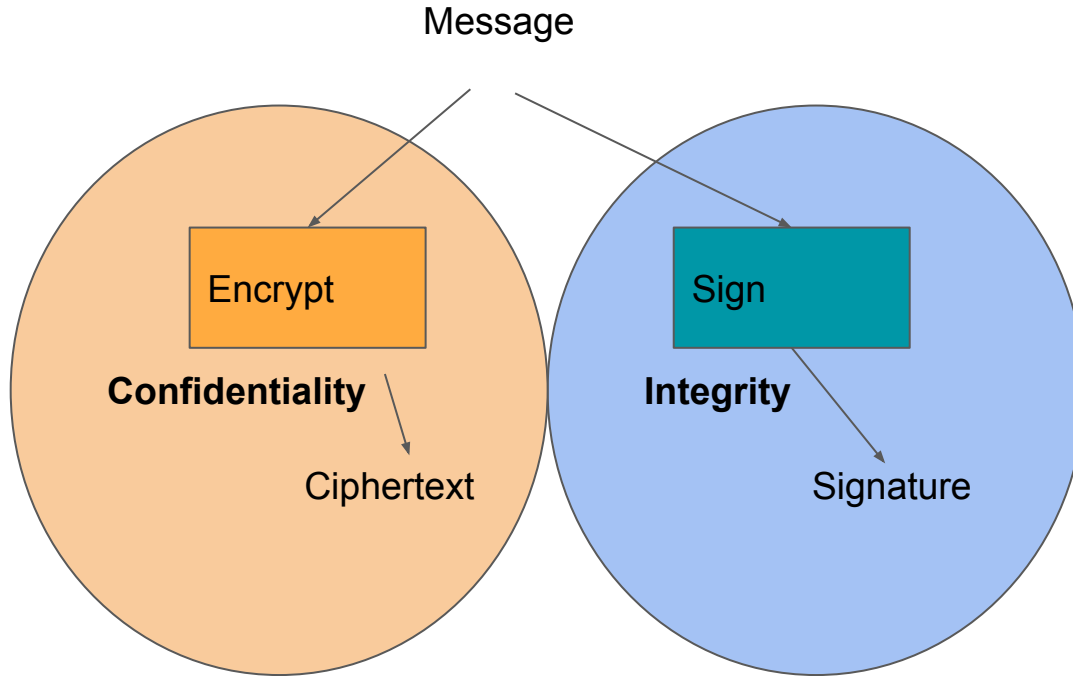 Message
Encrypt
Sign
Confidentiality
Integrity
Ciphertext
Signature